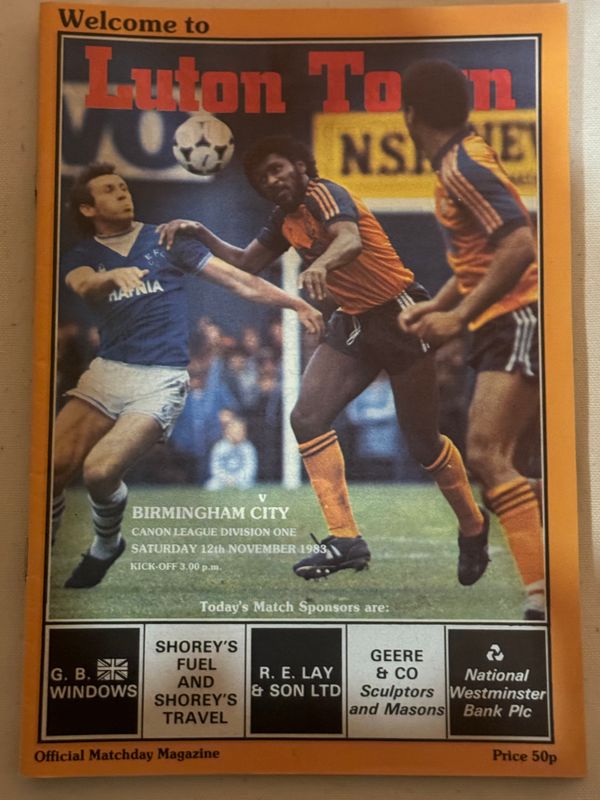 Welcome to
Luton To n
N.S. NEW
EFC
HAFNIA
v
BIRMINGHAM CITY
CANON LEAGUE DIVISION ONE
SATURDAY 12th NOVEMBER 1983
KICK-OFF 3.00 p.m.
Today's Match Sponsors are:
G. B.
WINDOWS
SHOREY'S
FUEL
AND
SHOREY'S
TRAVEL
R. E. LAY
& SON LTD
GEERE
& CO
Sculptors
and Masons
National
Westminster
Bank Plc
Official Matchday Magazine
Price 50p